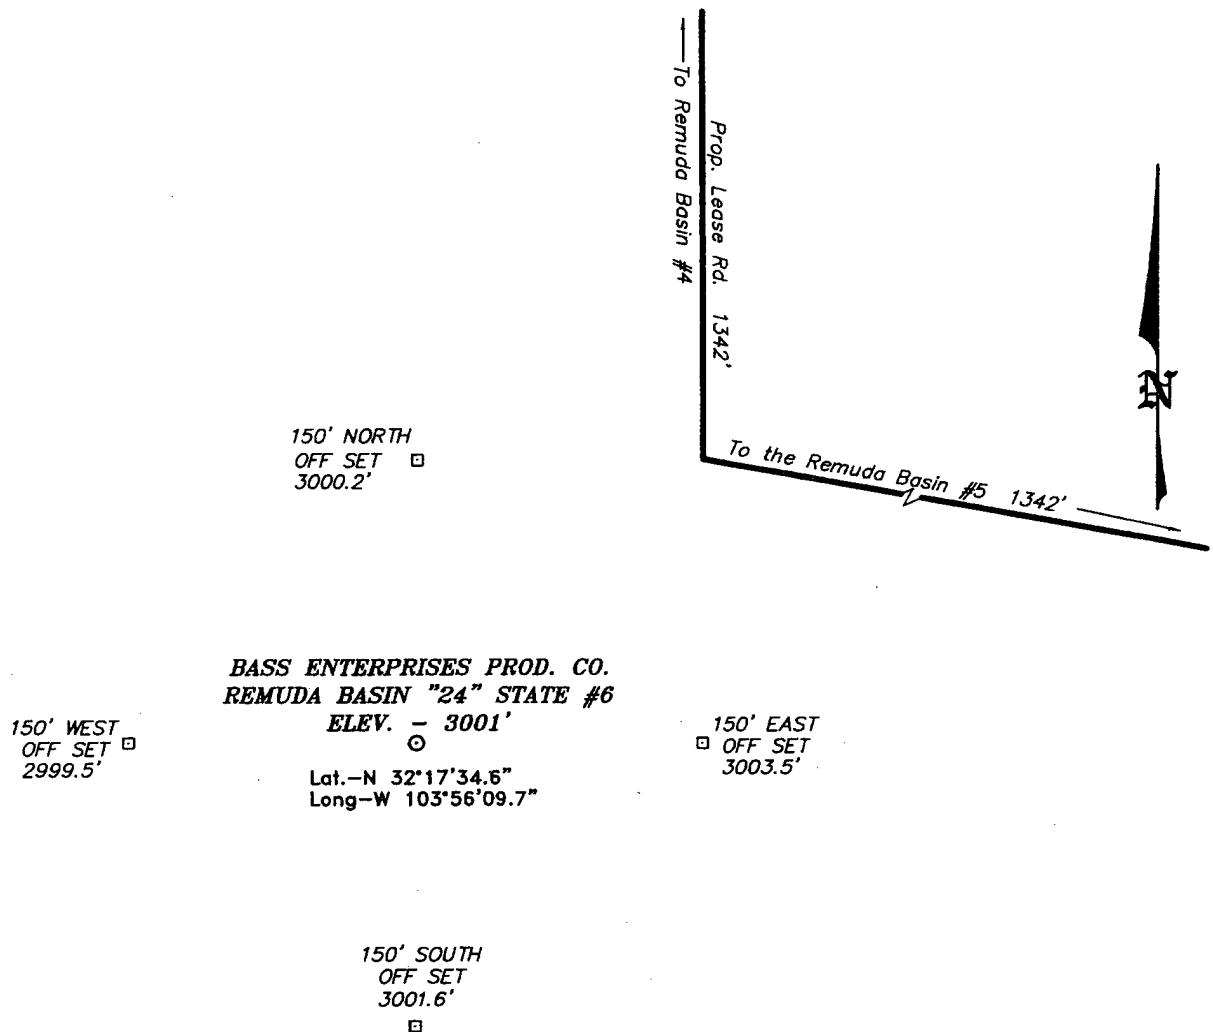 To Remuda Basin #4
Prop. Lease Rd. 1342'
N
150' NORTH
OFF SET
3000.2'
To the Remuda Basin #5 1342'
BASS ENTERPRISES PROD. CO.
REMUDA BASIN "24" STATE #6
ELEV. - 3001'
150' WEST
OFF SET
2999.5'
150' EAST
OFF SET
3003.5'
Lat.-N 32°17'34.6"
Long-W 103°56'09.7"
150' SOUTH
OFF SET
3001.6'